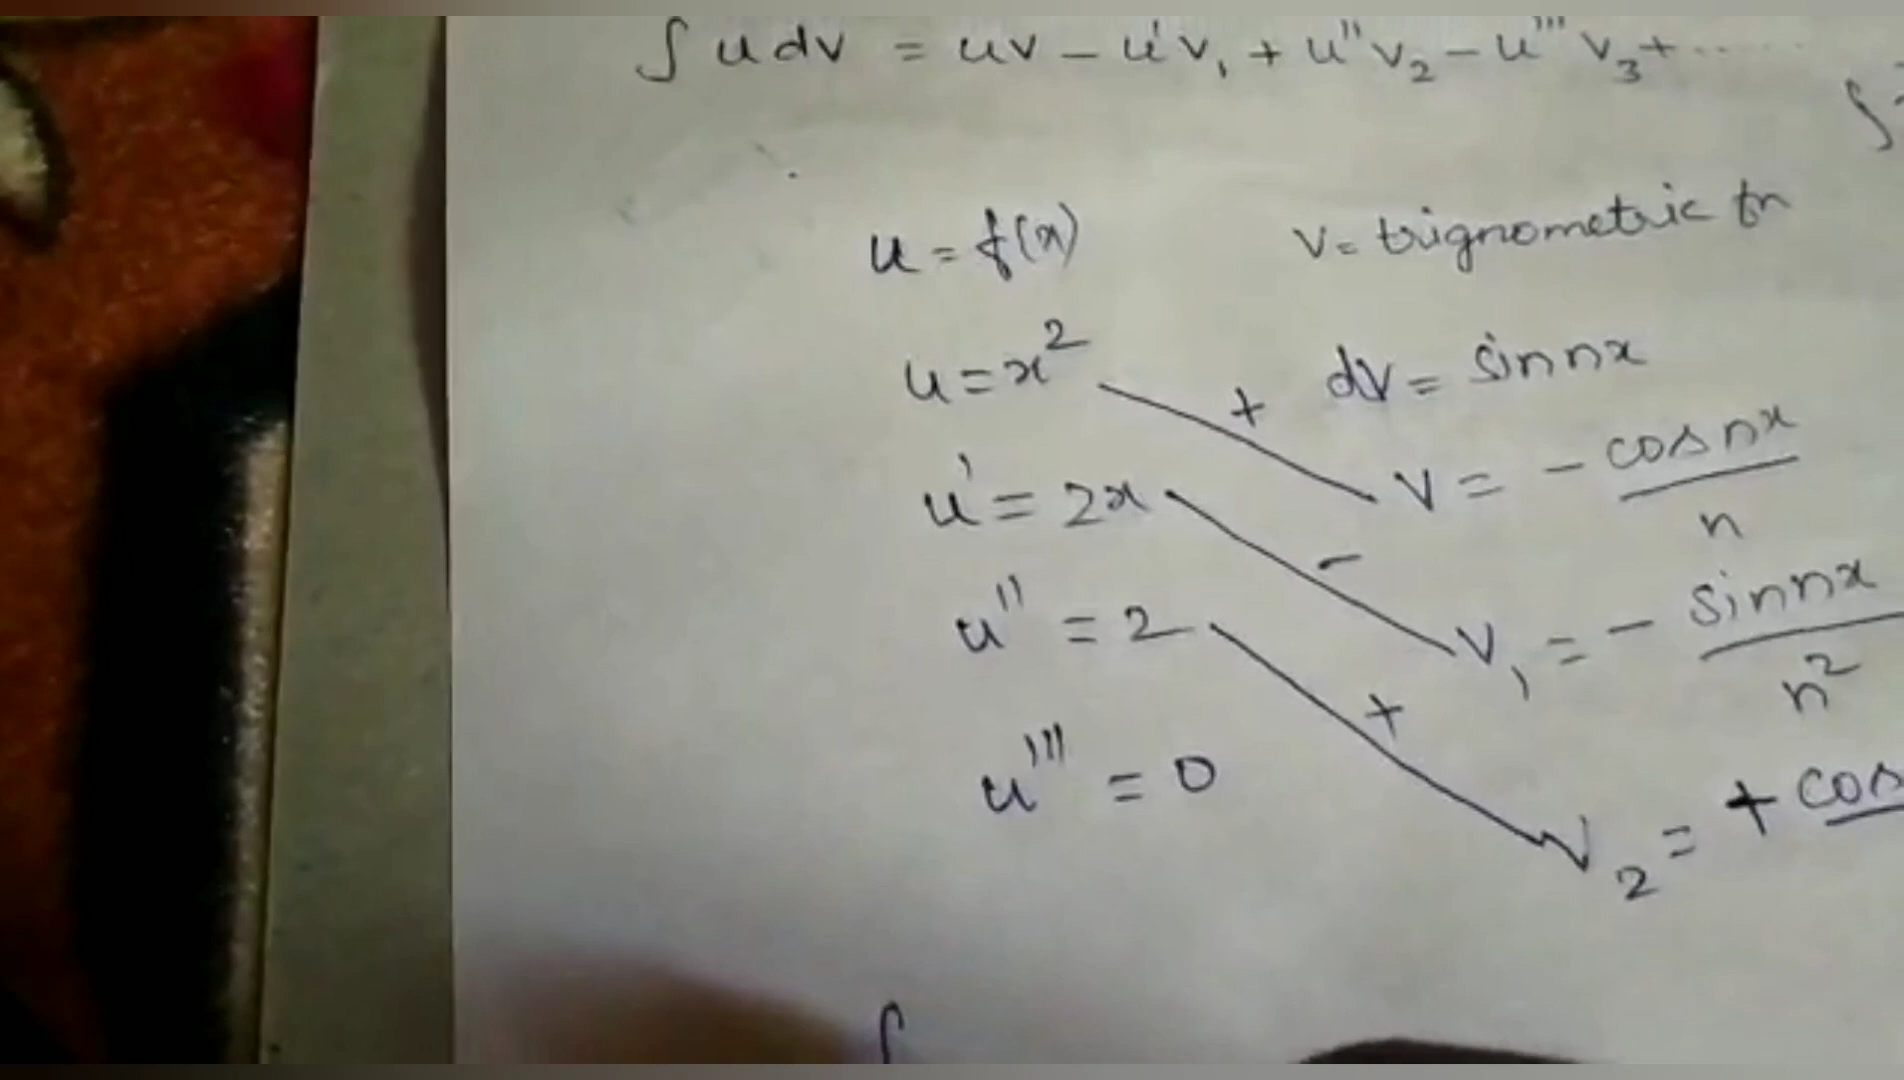 ∫ u dv = uv - u'v₁ + u''v₂ - u'''v₃ + ......
∫
u = f(x) v = trignometric fn
u = x² + dv = sin nx
u' = 2x - v = - cos nx / n
u'' = 2 + v₁ = - sin nx / n²
u''' = 0 v₂ = + cos
∫